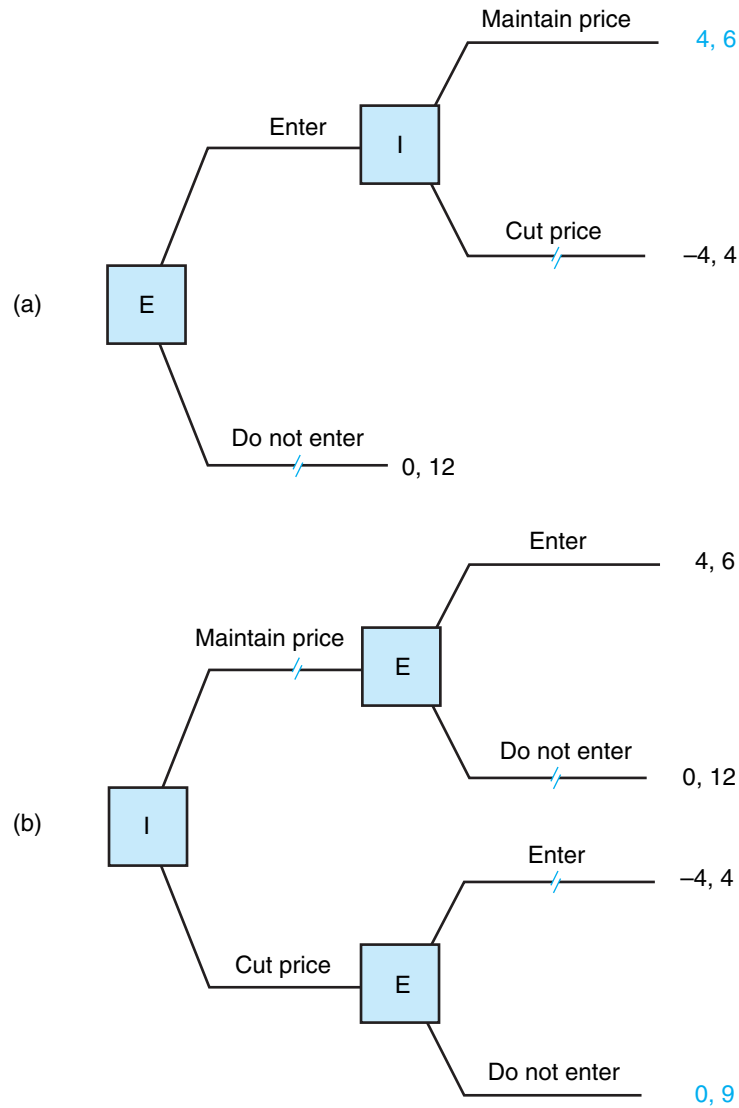 Maintain price
4, 6
Enter
I
Cut price
–4, 4
(a)
E
Do not enter
0, 12
Enter
4, 6
Maintain price
E
Do not enter
0, 12
(b)
I
Enter
–4, 4
Cut price
E
Do not enter
0, 9